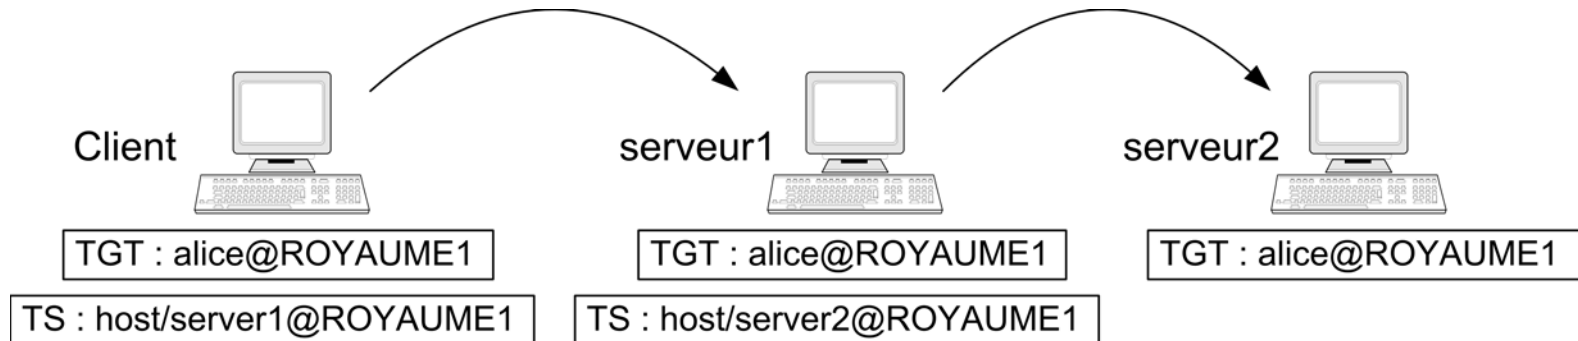 Client
serveur1
serveur2
TGT : alice@ROYAUME1
TGT : alice@ROYAUME1
TGT : alice@ROYAUME1
TS : host/server1@ROYAUME1
TS : host/server2@ROYAUME1